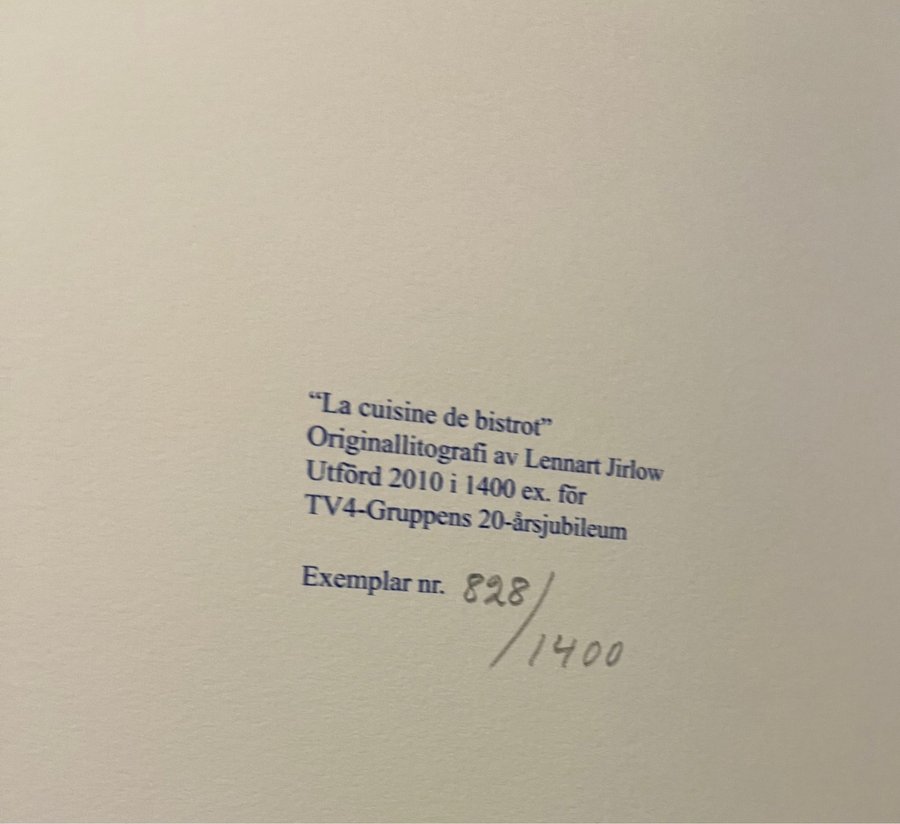 “La cuisine de bistrot”
Originallitografi av Lennart Jirlow
Utförd 2010 i 1400 ex. för
TV4-Gruppens 20-årsjubileum
Exemplar nr. 828/
1400